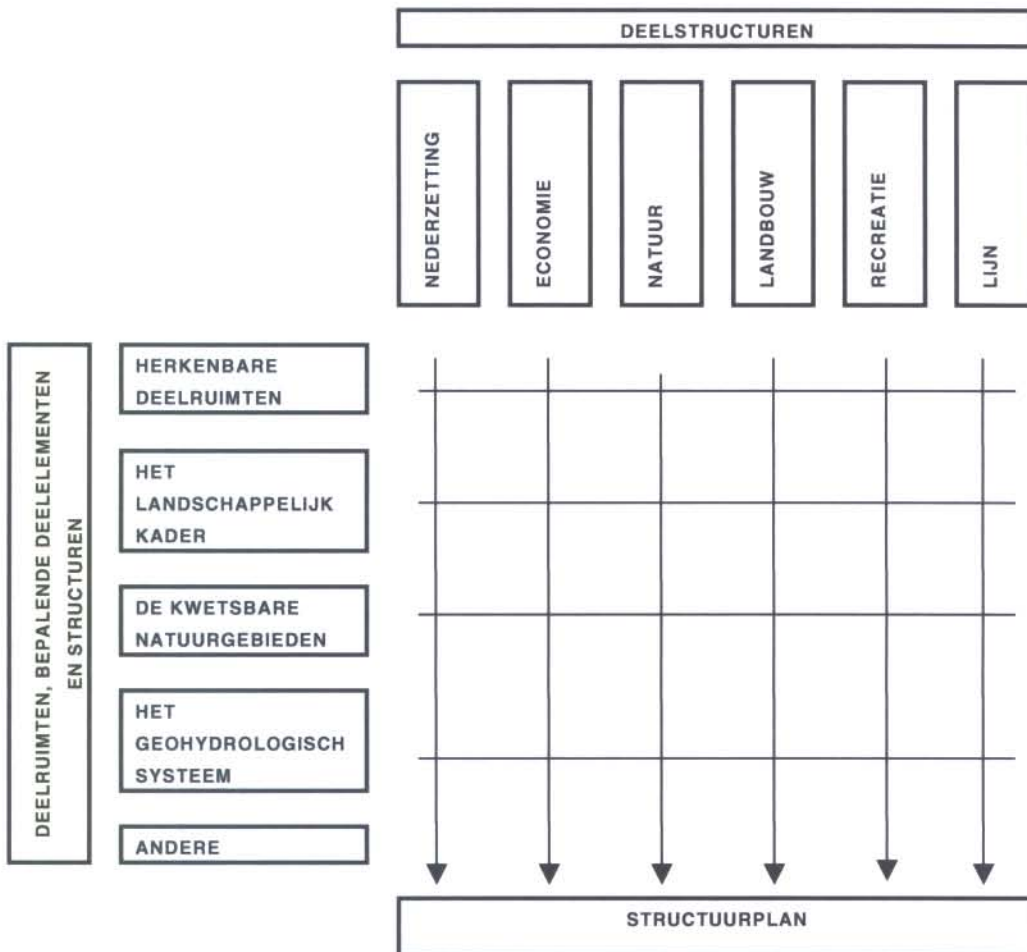 DEELSTRUCTUREN
NEDERZETTING
ECONOMIE
NATUUR
LANDBOUW
RECREATIE
LIJN
DEELRUIMTEN, BEPALENDE DEELELEMENTEN
EN STRUCTUREN
HERKENBARE
DEELRUIMTEN
HET
LANDSCHAPPELIJK
KADER
DE KWETSBARE
NATUURGEBIEDEN
HET
GEOHYDROLOGISCH
SYSTEEM
ANDERE
STRUCTUURPLAN